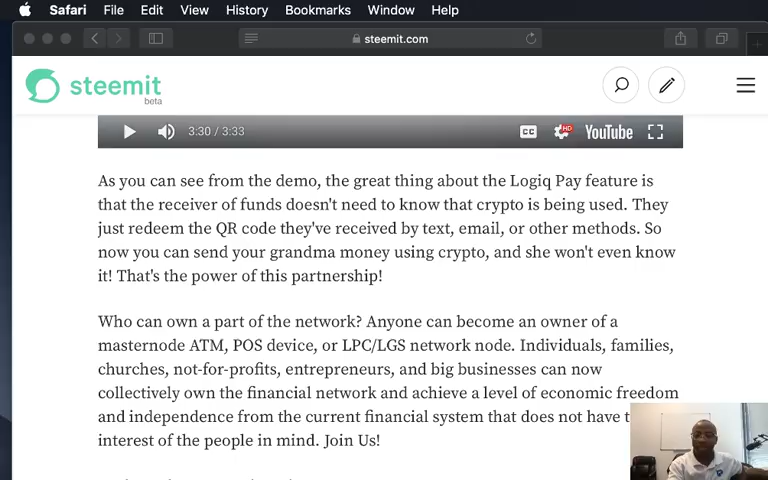 Safari File Edit View History Bookmarks Window Help
steemit.com
steemit
beta
3:30 / 3:33 CC HD YouTube
As you can see from the demo, the great thing about the Logiq Pay feature is
that the receiver of funds doesn't need to know that crypto is being used. They
just redeem the QR code they've received by text, email, or other methods. So
now you can send your grandma money using crypto, and she won't even know
it! That's the power of this partnership!
Who can own a part of the network? Anyone can become an owner of a
masternode ATM, POS device, or LPC/LGS network node. Individuals, families,
churches, not-for-profits, entrepreneurs, and big businesses can now
collectively own the financial network and achieve a level of economic freedom
and independence from the current financial system that does not have
interest of the people in mind. Join Us!